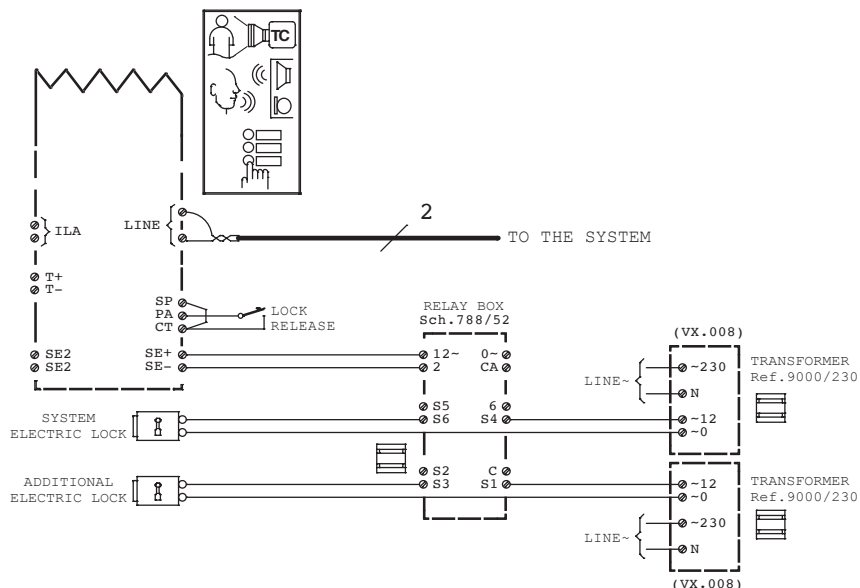 TC
2
LINE
ILA
TO THE SYSTEM
T+
T-
SP
PA
CT
LOCK
RELEASE
RELAY BOX
Sch.788/52
(VX.008)
SE2
SE2
SE+
SE-
12~
2
0~
CA
LINE~
~230
N
TRANSFORMER
Ref.9000/230
SYSTEM
ELECTRIC LOCK
S5
S6
6
S4
~12
~0
ADDITIONAL
ELECTRIC LOCK
S2
S3
C
S1
~12
~0
TRANSFORMER
Ref.9000/230
LINE~
~230
N
(VX.008)